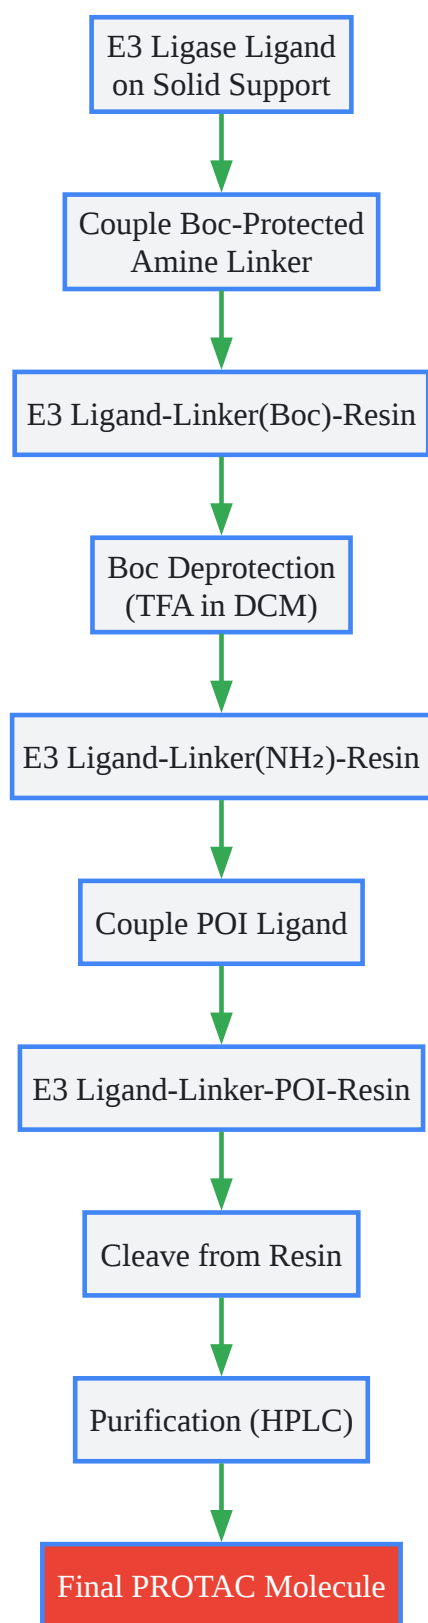 E3 Ligase Ligand
on Solid Support
Couple Boc-Protected
Amine Linker
E3 Ligand-Linker(Boc)-Resin
Boc Deprotection
(TFA in DCM)
E3 Ligand-Linker(NH₂)-Resin
Couple POI Ligand
E3 Ligand-Linker-POI-Resin
Cleave from Resin
Purification (HPLC)
Final PROTAC Molecule